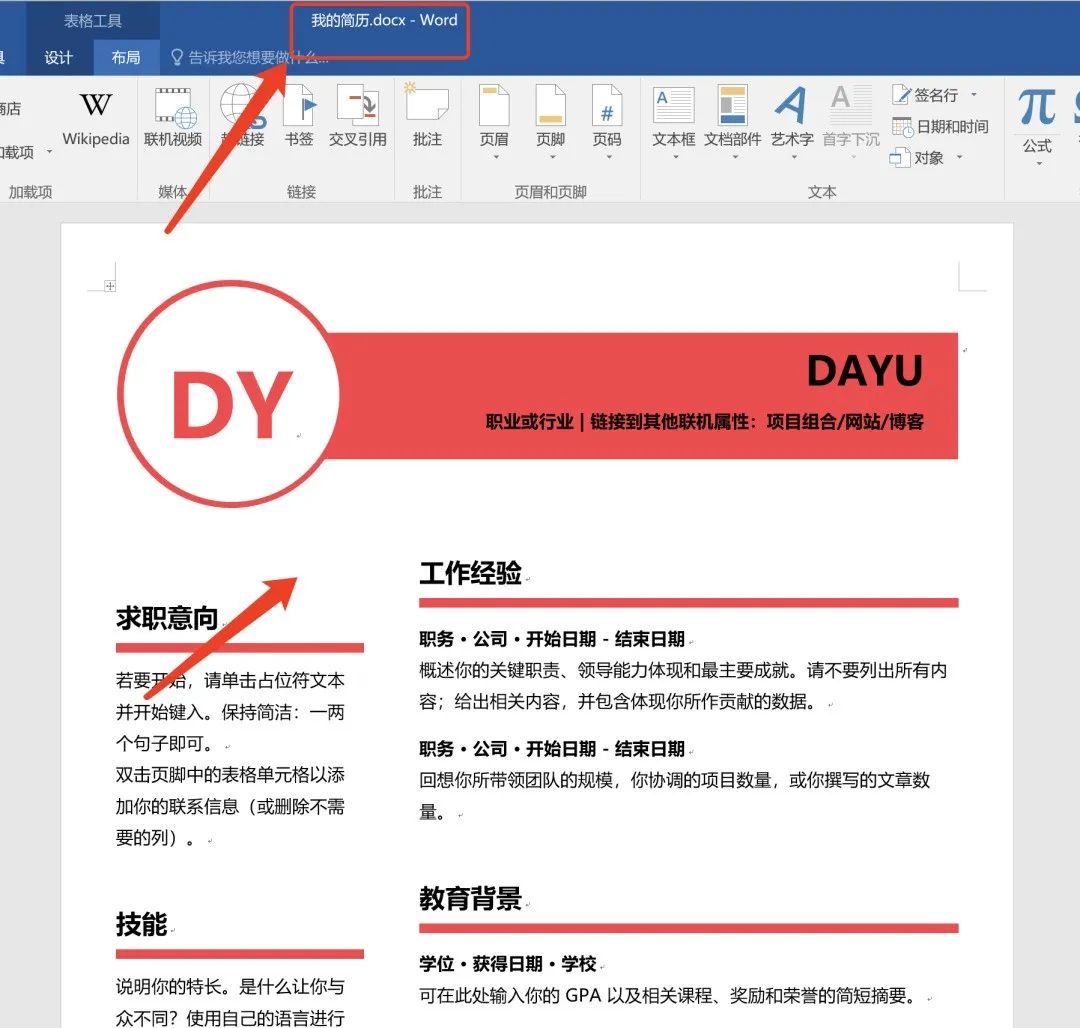 表格工具
我的简历.docx - Word
设计
布局
告诉我您想要做什么...
商店
加载项
W
Wikipedia
联机视频
超链接
书签
交叉引用
批注
页眉
页脚
#
页码
A
文本框
文档部件
A
艺术字
A
首字下沉
签名行
日期和时间
对象
π
公式
加载项
媒体
链接
批注
页眉和页脚
文本
DY
DAYU
职业或行业 | 链接到其他联机属性：项目组合/网站/博客
求职意向
若要开始，请单击占位符文本
并开始键入。保持简洁：一两
个句子即可。
双击页脚中的表格单元格以添
加你的联系信息（或删除不需
要的列）。
技能
说明你的特长。是什么让你与
众不同？使用自己的语言进行
工作经验
职务 • 公司 • 开始日期 - 结束日期
概述你的关键职责、领导能力体现和最主要成就。请不要列出所有内
容；给出相关内容，并包含体现你所作贡献的数据。
职务 • 公司 • 开始日期 - 结束日期
回想你所带领团队的规模，你协调的项目数量，或你撰写的文章数
量。
教育背景
学位 • 获得日期 • 学校
可在此处输入你的 GPA 以及相关课程、奖励和荣誉的简短摘要。